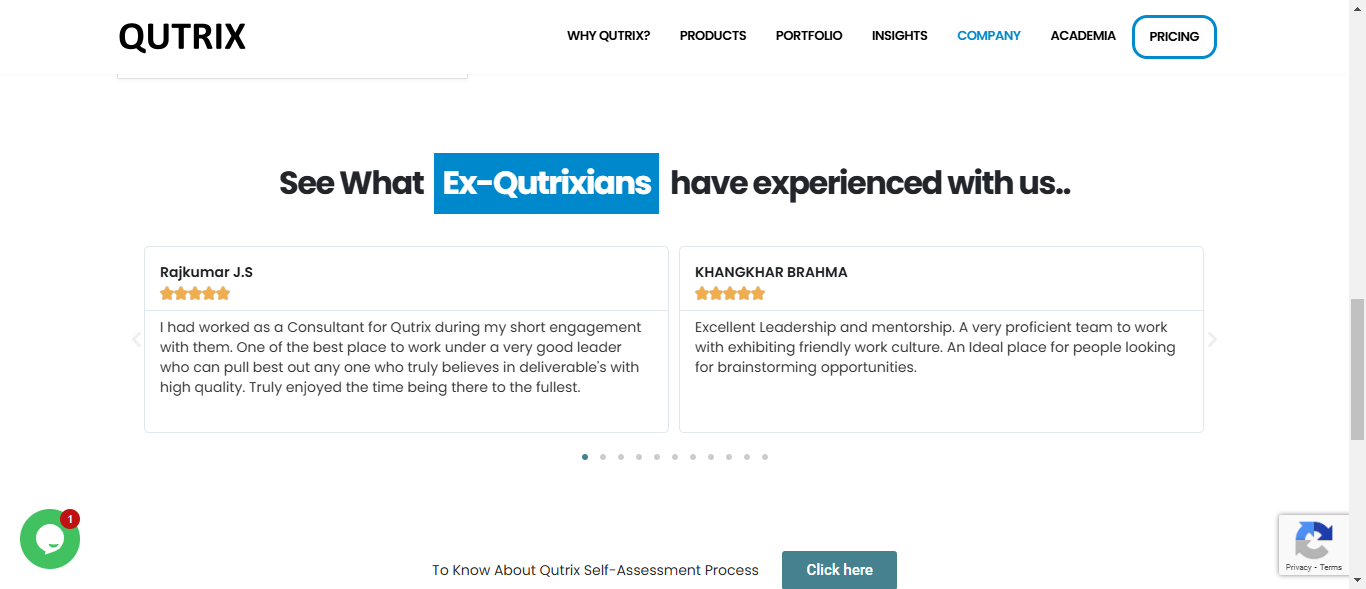 QUTRIX
WHY QUTRIX? PRODUCTS PORTFOLIO INSIGHTS COMPANY ACADEMIA PRICING
See What Ex-Qutrixians have experienced with us..
Rajkumar J.S
I had worked as a Consultant for Qutrix during my short engagement
with them. One of the best place to work under a very good leader
who can pull best out any one who truly believes in deliverable's with
high quality. Truly enjoyed the time being there to the fullest.
KHANGKHAR BRAHMA
Excellent Leadership and mentorship. A very proficient team to work
with exhibiting friendly work culture. An Ideal place for people looking
for brainstorming opportunities.
1
To Know About Qutrix Self-Assessment Process Click here
Privacy - Terms